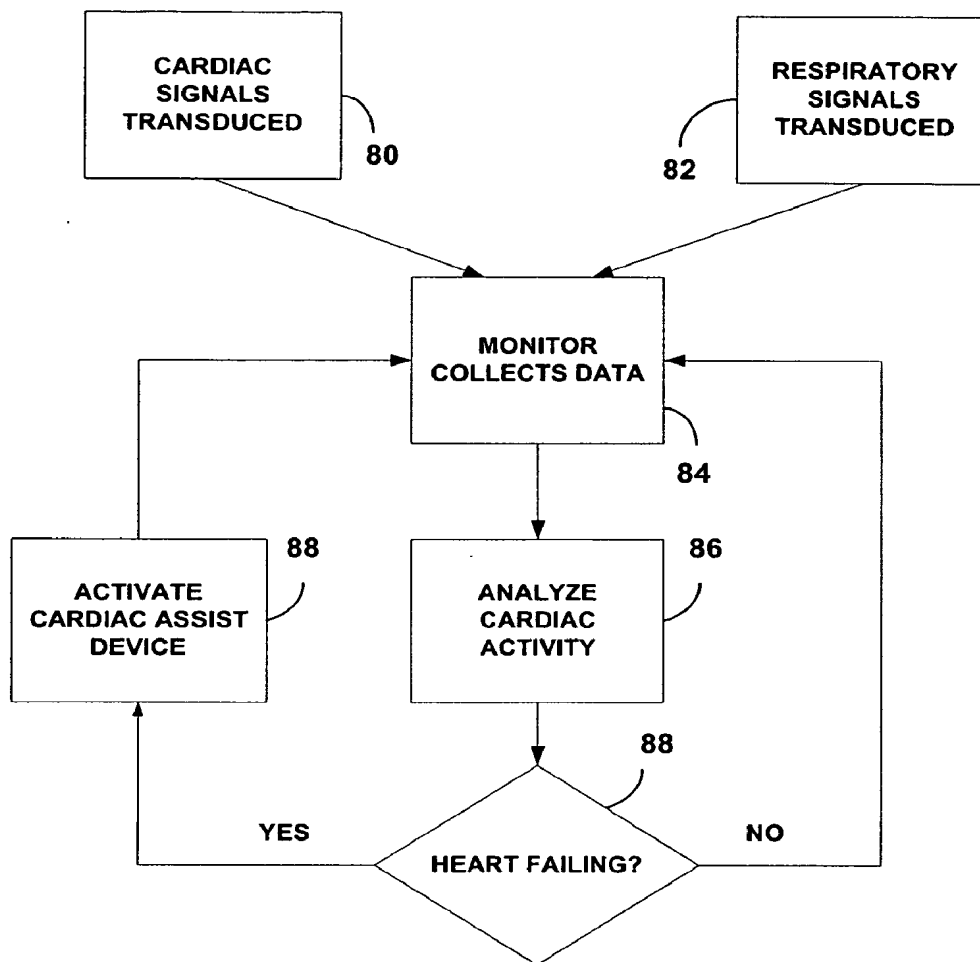 CARDIAC
SIGNALS
TRANSDUCED
80
RESPIRATORY
SIGNALS
TRANSDUCED
82
MONITOR
COLLECTS DATA
84
ACTIVATE
CARDIAC ASSIST
DEVICE
88
ANALYZE
CARDIAC
ACTIVITY
86
88
YES
NO
HEART FAILING?